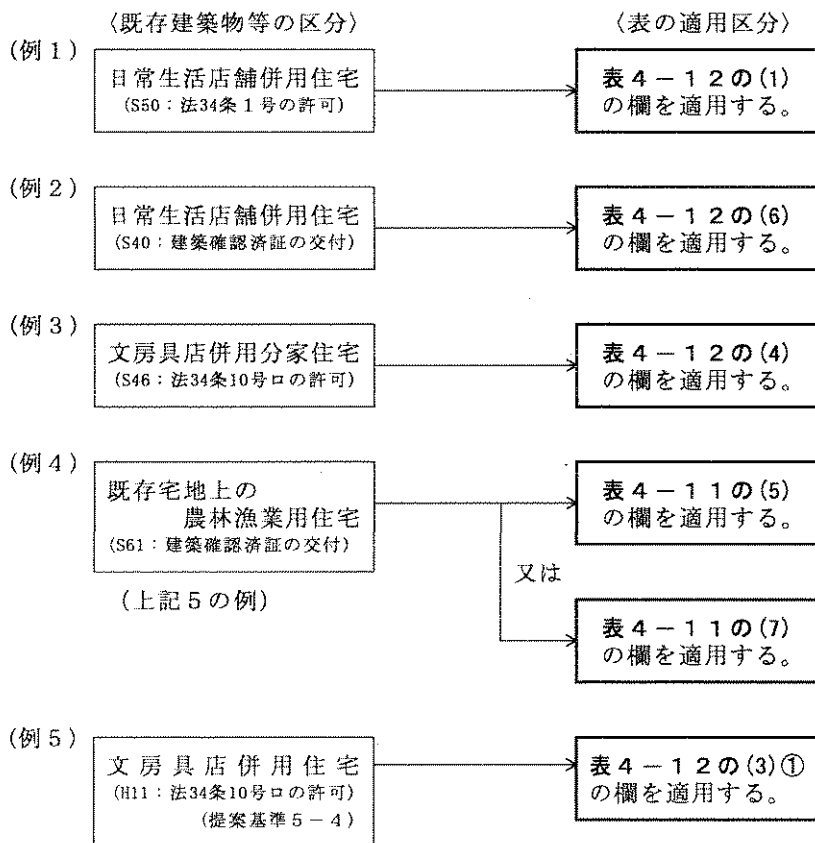 〈既存建築物等の区分〉
〈表の適用区分〉
(例1)
日常生活店舗併用住宅
(S50：法34条1号の許可)
表4－12の(1)
の欄を適用する。
(例2)
日常生活店舗併用住宅
(S40：建築確認済証の交付)
表4－12の(6)
の欄を適用する。
(例3)
文房具店併用分家住宅
(S46：法34条10号ロの許可)
表4－12の(4)
の欄を適用する。
(例4)
既存宅地上の
農林漁業用住宅
(S61：建築確認済証の交付)
(上記5の例)
表4－11の(5)
の欄を適用する。
又は
表4－11の(7)
の欄を適用する。
(例5)
文房具店併用住宅
(H11：法34条10号ロの許可)
(提案基準5－4)
表4－12の(3)①
の欄を適用する。